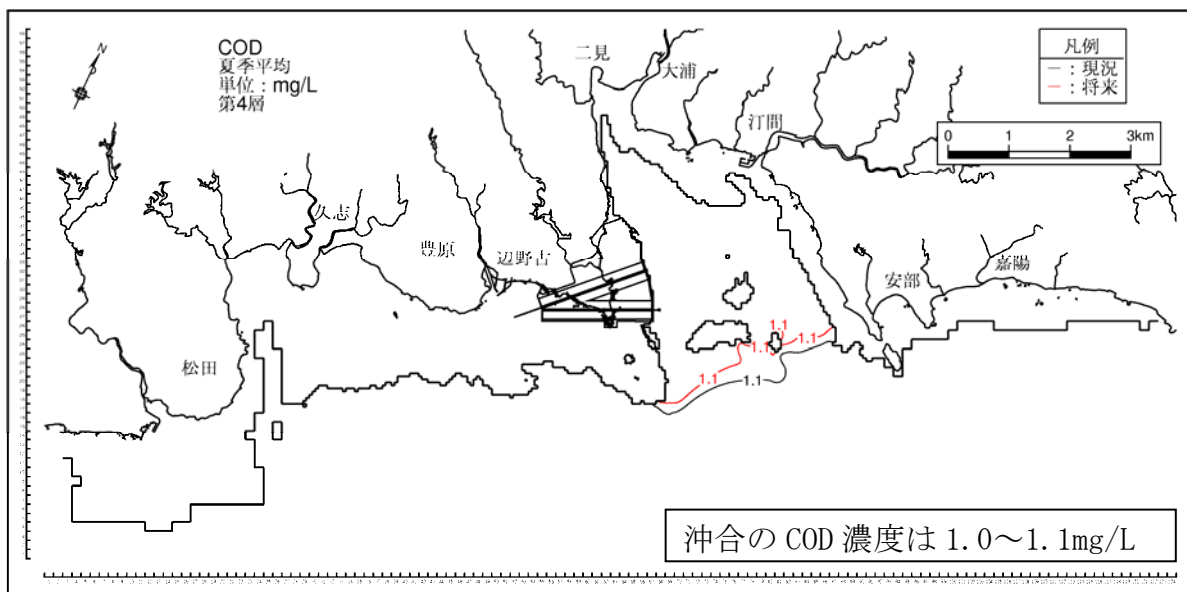 N
COD
夏季平均
単位：mg/L
第4層
二見
大浦
汀間
凡例
－：現況
－：将来
0 1 2 3km
久志
豊原
辺野古
安部
嘉陽
松田
1.1
1.1
1.1
1.1
1.1
沖合の COD 濃度は 1.0～1.1mg/L